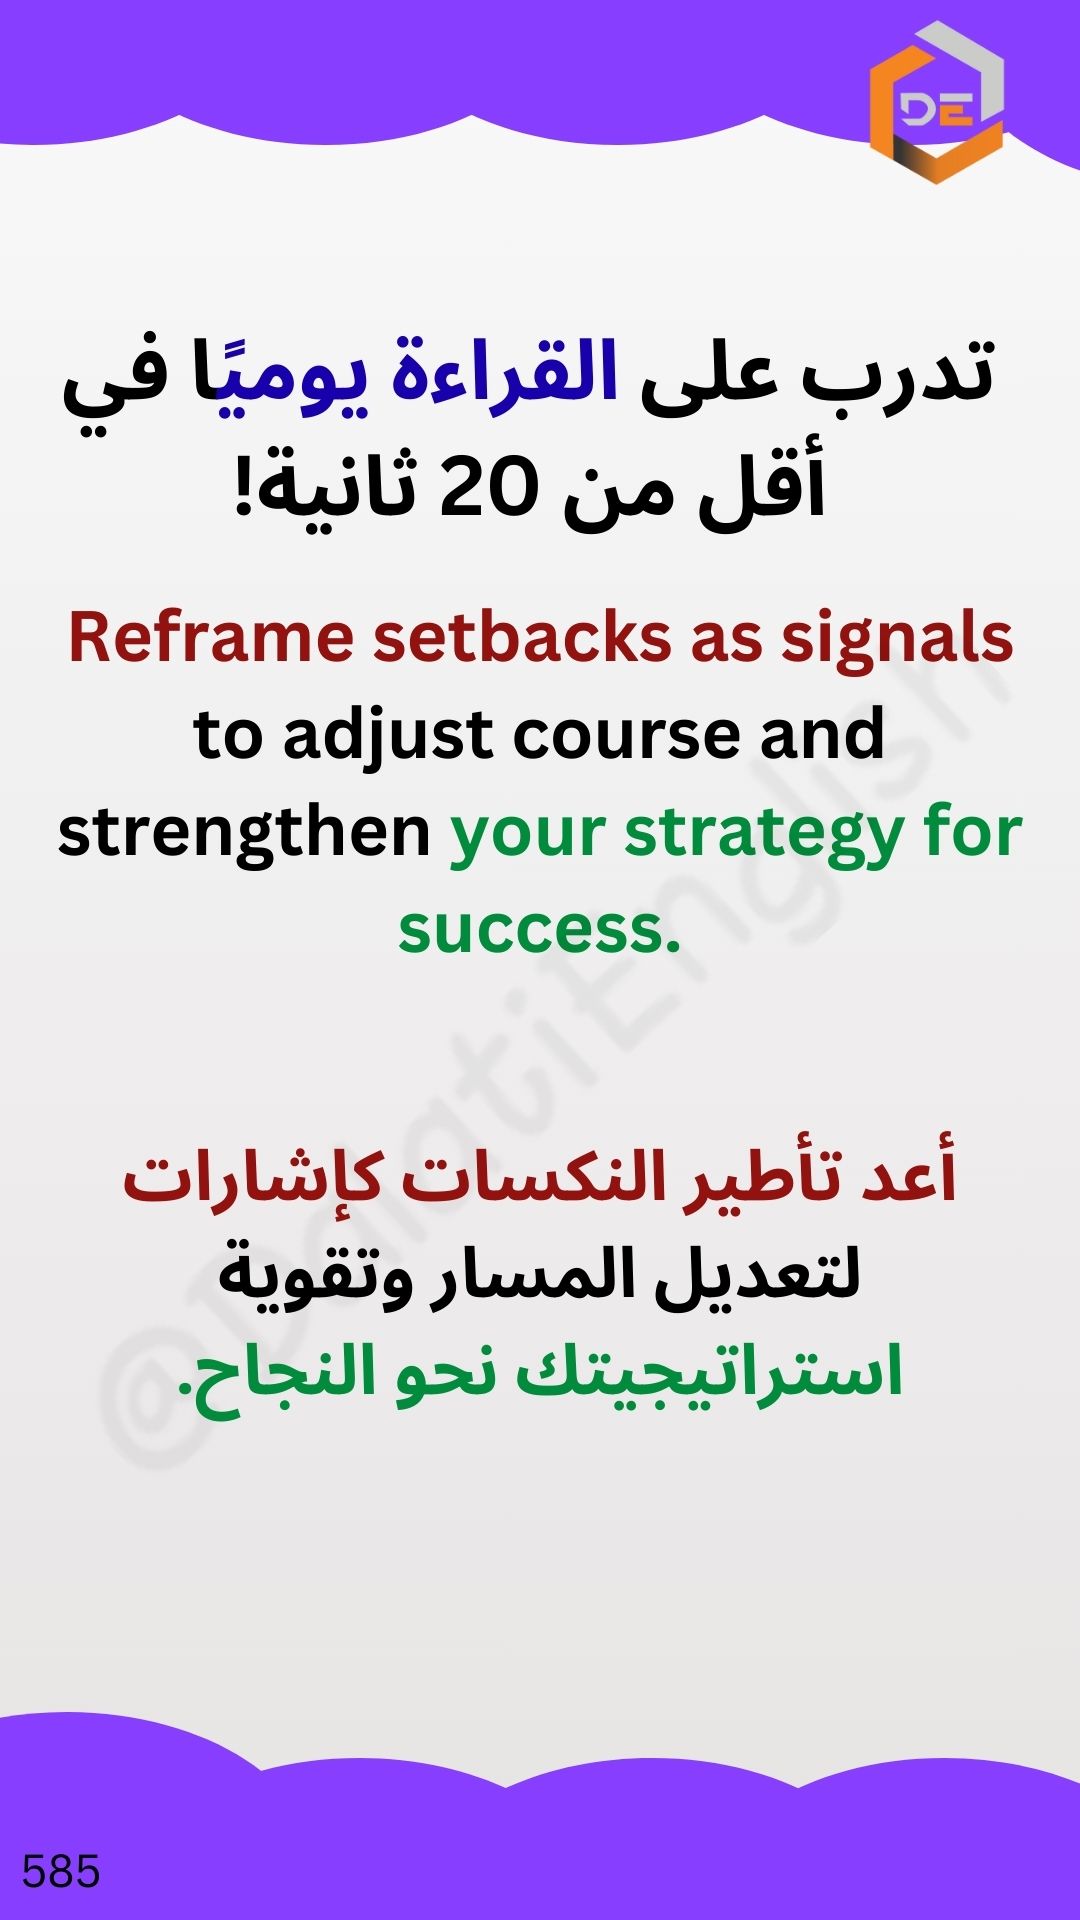 DE
تدرب على القراءة يوميًا في
أقل من 20 ثانية!
Reframe setbacks as signals
to adjust course and
strengthen your strategy for
success.
@DalatiEnglish
أعد تأطير النكسات كإشارات
لتعديل المسار وتقوية
استراتيجيتك نحو النجاح.
585